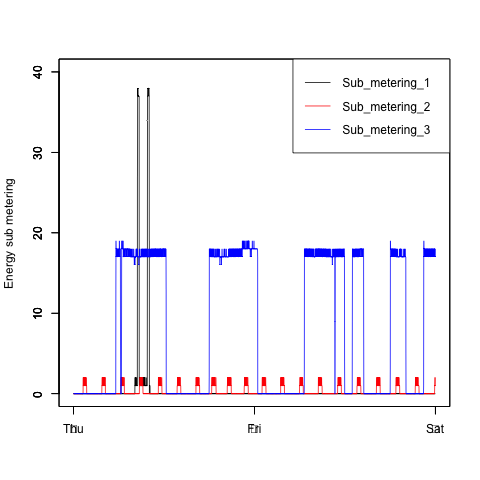 Energy sub metering
40
30
20
10
0
Sub_metering_1
Sub_metering_2
Sub_metering_3
Thu
Fri
Sat